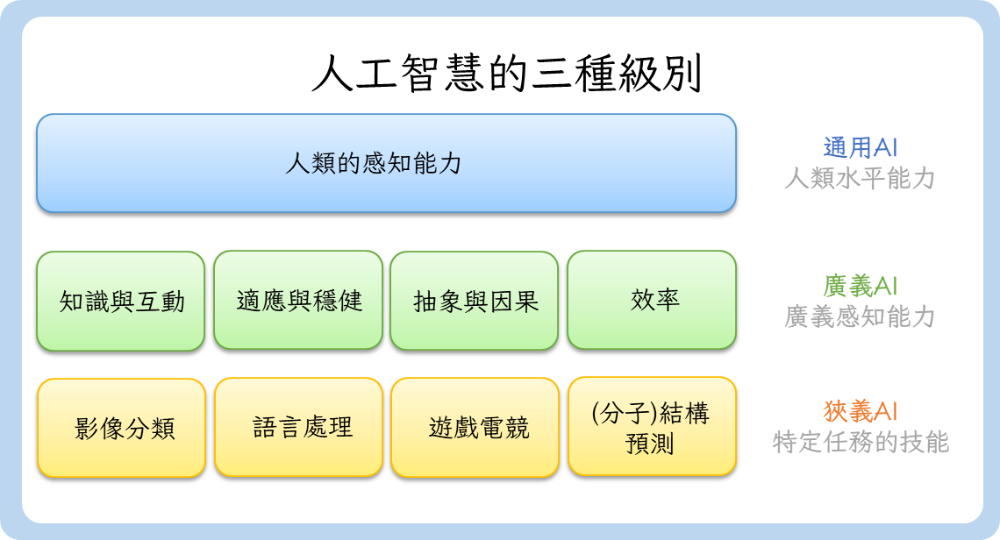 人工智慧的三種級別
人類的感知能力
通用AI
人類水平能力
知識與互動
適應與穩健
抽象與因果
效率
廣義AI
廣義感知能力
影像分類
語言處理
遊戲電競
(分子)結構
預測
狹義AI
特定任務的技能